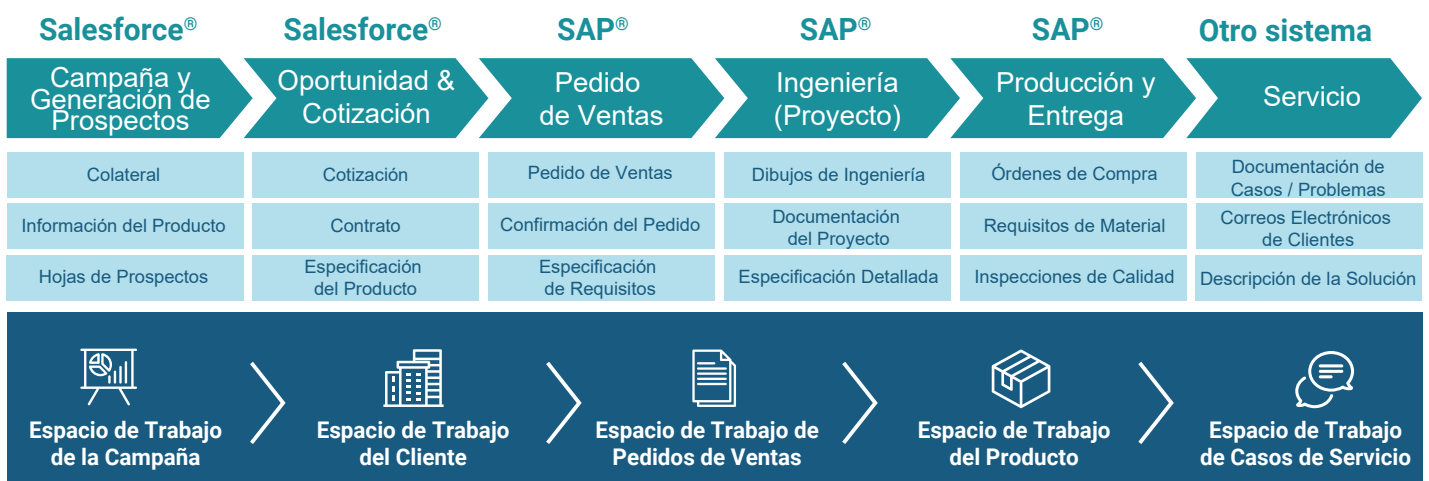 Salesforce®
Salesforce®
SAP®
SAP®
SAP®
Otro sistema
Campaña y
Generación de
Prospectos
Oportunidad &
Cotización
Pedido
de Ventas
Ingeniería
(Proyecto)
Producción y
Entrega
Servicio
Colateral
Cotización
Pedido de Ventas
Dibujos de Ingeniería
Órdenes de Compra
Documentación de
Casos / Problemas
Información del Producto
Contrato
Confirmación del Pedido
Documentación
del Proyecto
Requisitos de Material
Correos Electrónicos
de Clientes
Hojas de Prospectos
Especificación
del Producto
Especificación
de Requisitos
Especificación Detallada
Inspecciones de Calidad
Descripción de la Solución
Espacio de Trabajo
de la Campaña
Espacio de Trabajo
del Cliente
Espacio de Trabajo de
Pedidos de Ventas
Espacio de Trabajo
del Producto
Espacio de Trabajo
de Casos de Servicio